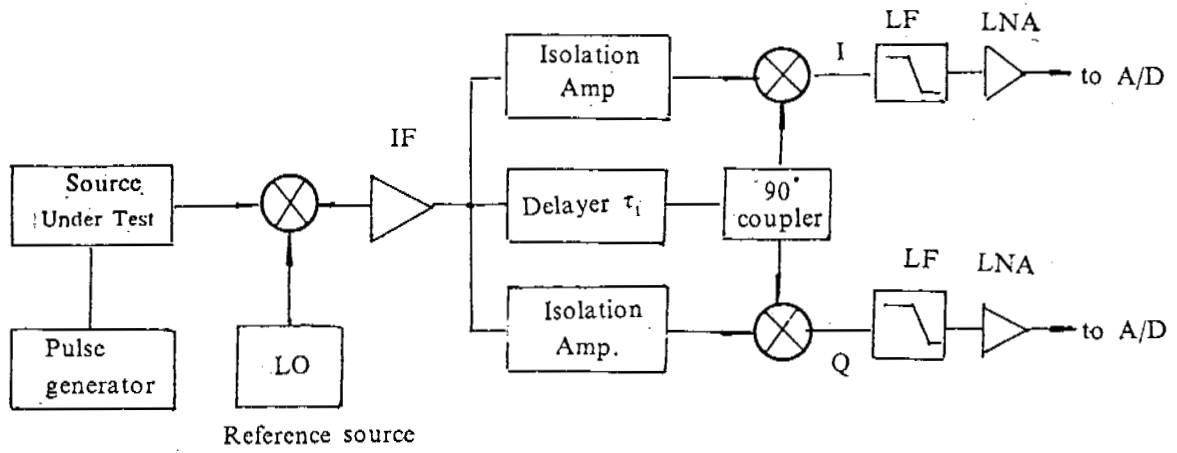 LF
LNA
Isolation
Amp
I
to A/D
IF
Source
Under Test
Delayer τi
90°
coupler
LF
LNA
Isolation
Amp.
to A/D
Q
Pulse
generator
LO
Reference source